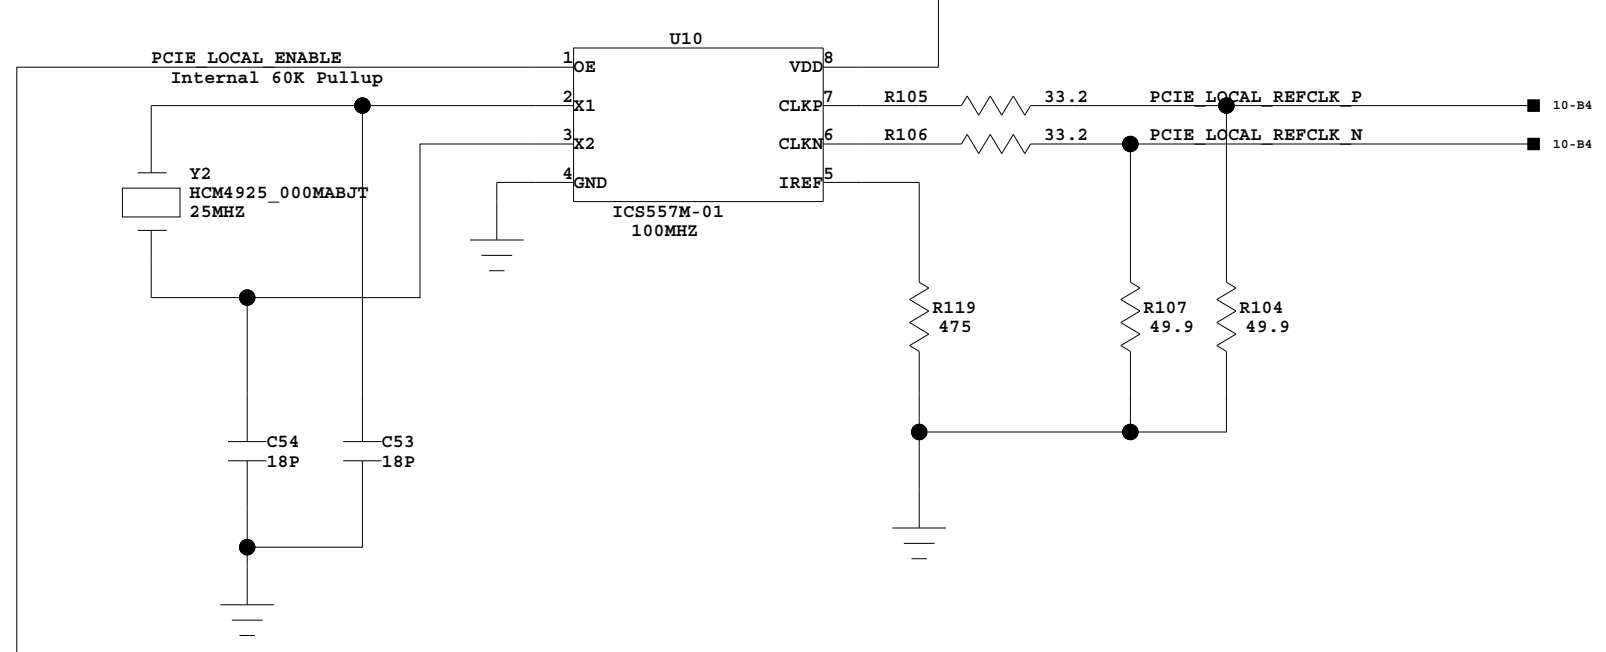 U10
PCIE_LOCAL_ENABLE
Internal 60K Pullup
1
OE
VDD
8
2
X1
CLKP
7
R105
33.2
PCIE_LOCAL_REFCLK_P
10-B4
3
X2
CLKN
6
R106
33.2
PCIE_LOCAL_REFCLK_N
10-B4
4
GND
IREF
5
Y2
HCM4925_000MABJT
25MHZ
ICS557M-01
100MHZ
R119
475
R107
49.9
R104
49.9
C54
18P
C53
18P